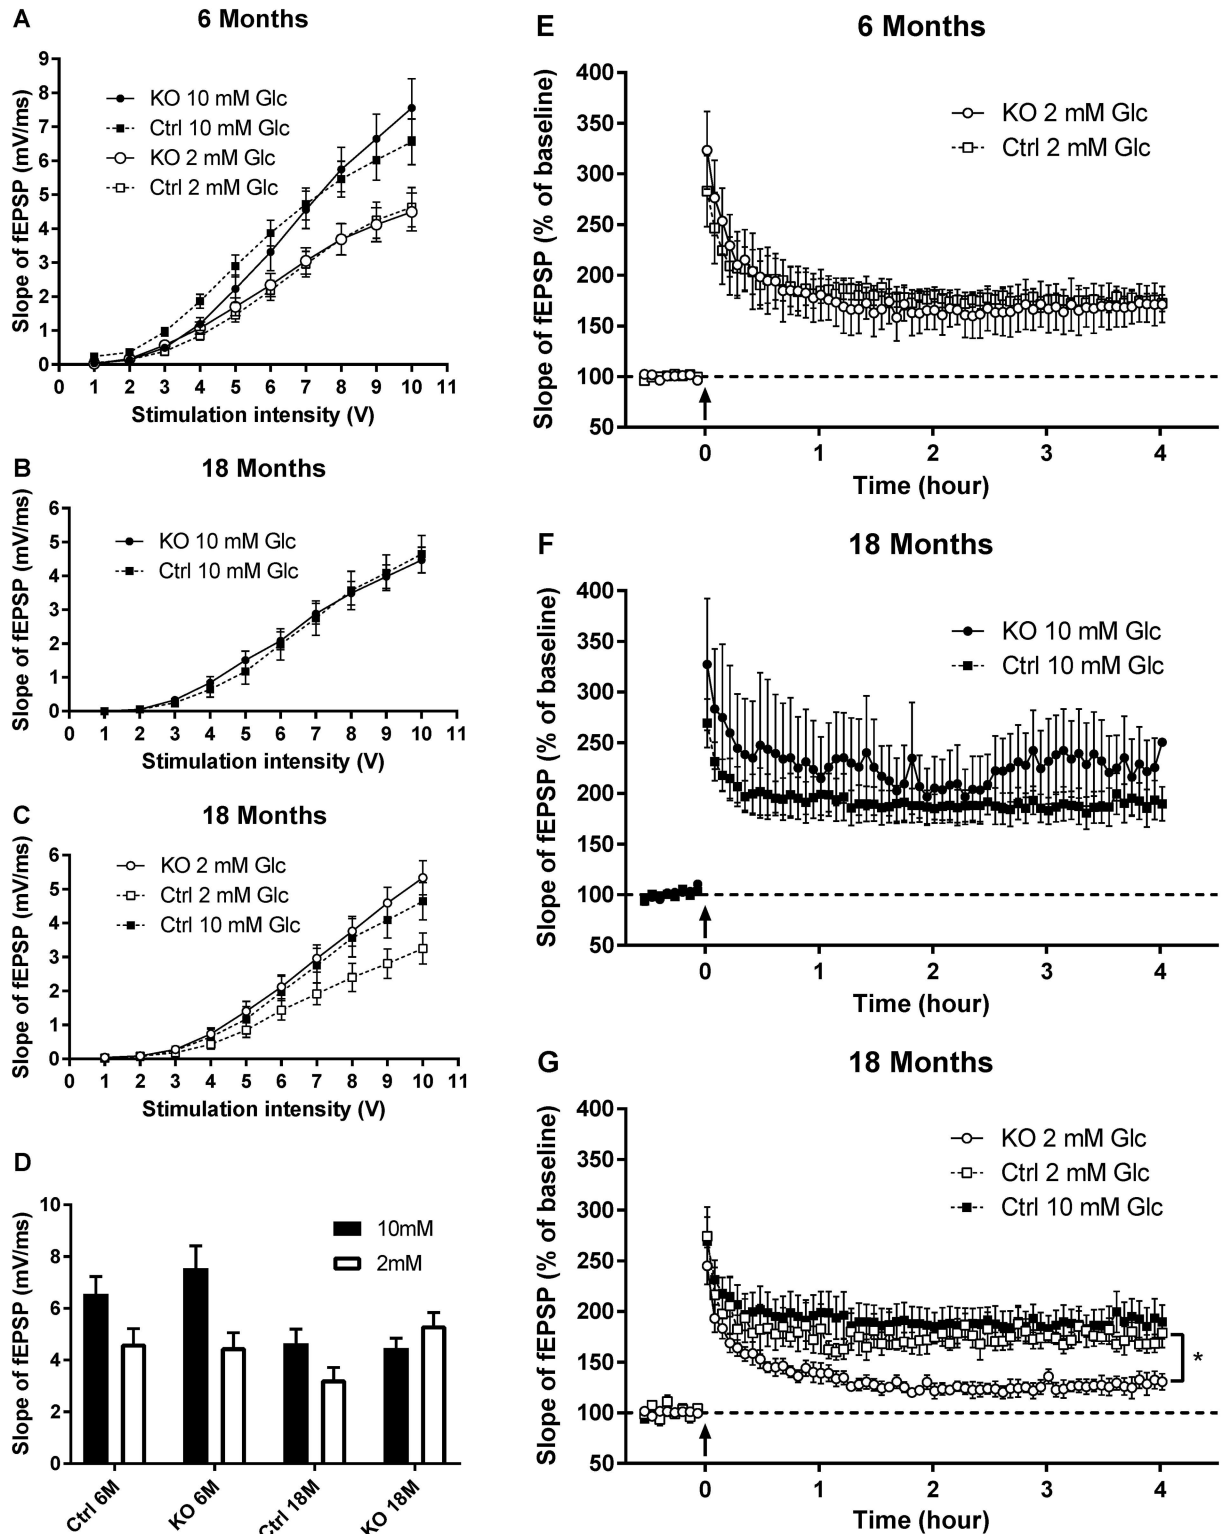 A
6 Months
Slope of fEPSP (mV/ms)
9
8
7
6
5
4
3
2
1
0
KO 10 mM Glc
Ctrl 10 mM Glc
KO 2 mM Glc
Ctrl 2 mM Glc
0 1 2 3 4 5 6 7 8 9 10 11
Stimulation intensity (V)
B
18 Months
Slope of fEPSP (mV/ms)
6
5
4
3
2
1
0
KO 10 mM Glc
Ctrl 10 mM Glc
0 1 2 3 4 5 6 7 8 9 10 11
Stimulation intensity (V)
C
18 Months
Slope of fEPSP (mV/ms)
6
5
4
3
2
1
0
KO 2 mM Glc
Ctrl 2 mM Glc
Ctrl 10 mM Glc
0 1 2 3 4 5 6 7 8 9 10 11
Stimulation intensity (V)
D
Slope of fEPSP (mV/ms)
10
8
6
4
2
0
10mM
2mM
Ctrl 6M
KO 6M
Ctrl 18M
KO 18M
E
6 Months
Slope of fEPSP (% of baseline)
400
350
300
250
200
150
100
50
KO 2 mM Glc
Ctrl 2 mM Glc
0 1 2 3 4
Time (hour)
F
18 Months
Slope of fEPSP (% of baseline)
400
350
300
250
200
150
100
50
KO 10 mM Glc
Ctrl 10 mM Glc
0 1 2 3 4
Time (hour)
G
18 Months
Slope of fEPSP (% of baseline)
400
350
300
250
200
150
100
50
KO 2 mM Glc
Ctrl 2 mM Glc
Ctrl 10 mM Glc
*
0 1 2 3 4
Time (hour)